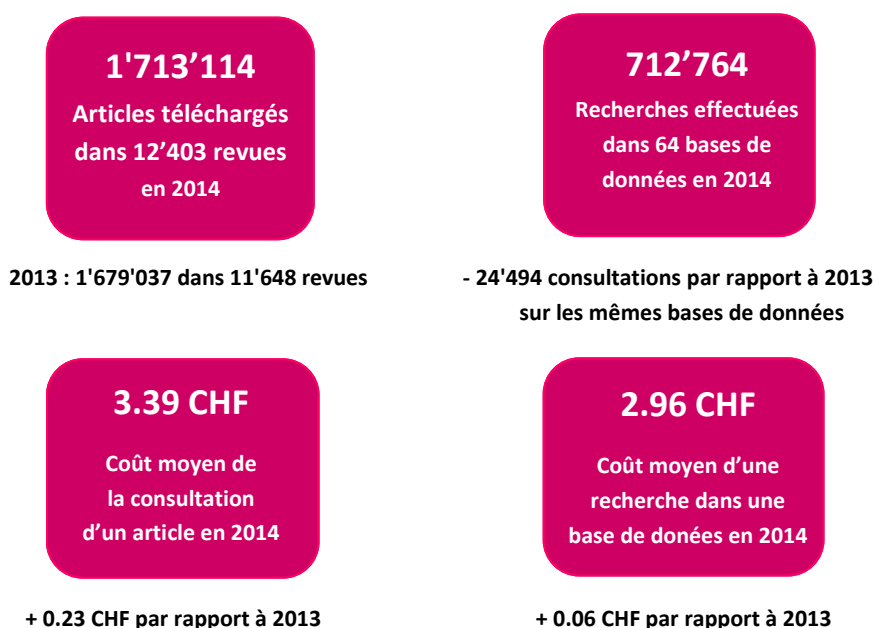 1'713’114
Articles téléchargés
dans 12’403 revues
en 2014
2013 : 1'679'037 dans 11'648 revues
712’764
Recherches effectuées
dans 64 bases de
données en 2014
- 24'494 consultations par rapport à 2013
sur les mêmes bases de données
3.39 CHF
Coût moyen de
la consultation
d’un article en 2014
+ 0.23 CHF par rapport à 2013
2.96 CHF
Coût moyen d’une
recherche dans une
base de donées en 2014
+ 0.06 CHF par rapport à 2013